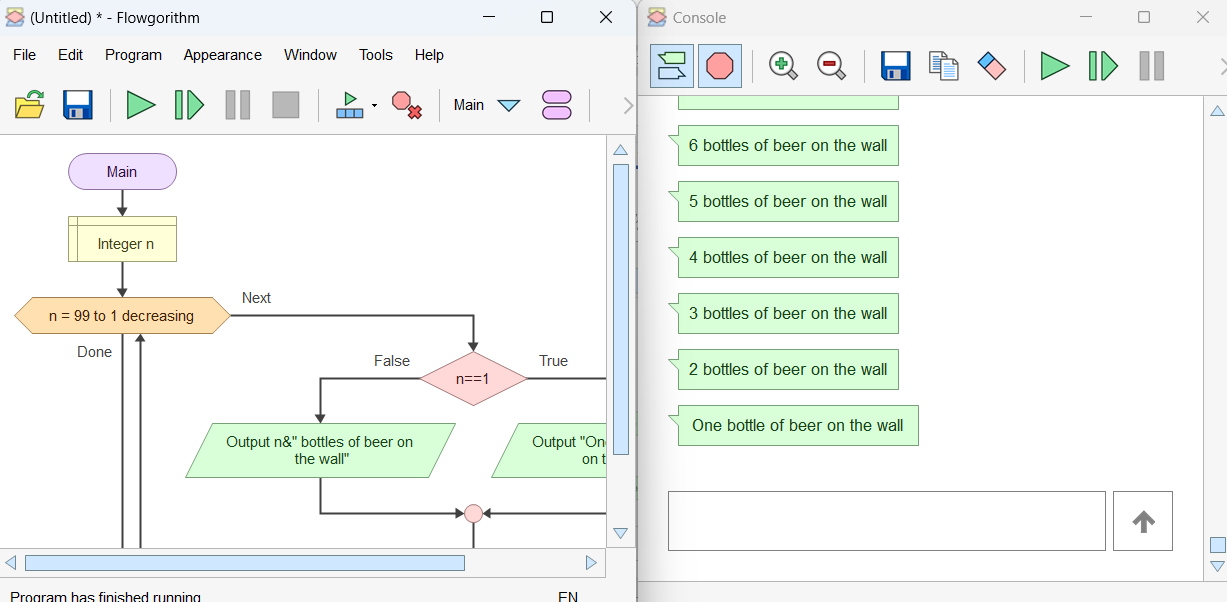 (Untitled) * - Flowgorithm
File Edit Program Appearance Window Tools Help
Main
Main
Integer n
n = 99 to 1 decreasing
Next
Done
False
True
n==1
Output n&" bottles of beer on
the wall"
Output "On
on t
Program has finished running
EN
Console
6 bottles of beer on the wall
5 bottles of beer on the wall
4 bottles of beer on the wall
3 bottles of beer on the wall
2 bottles of beer on the wall
One bottle of beer on the wall